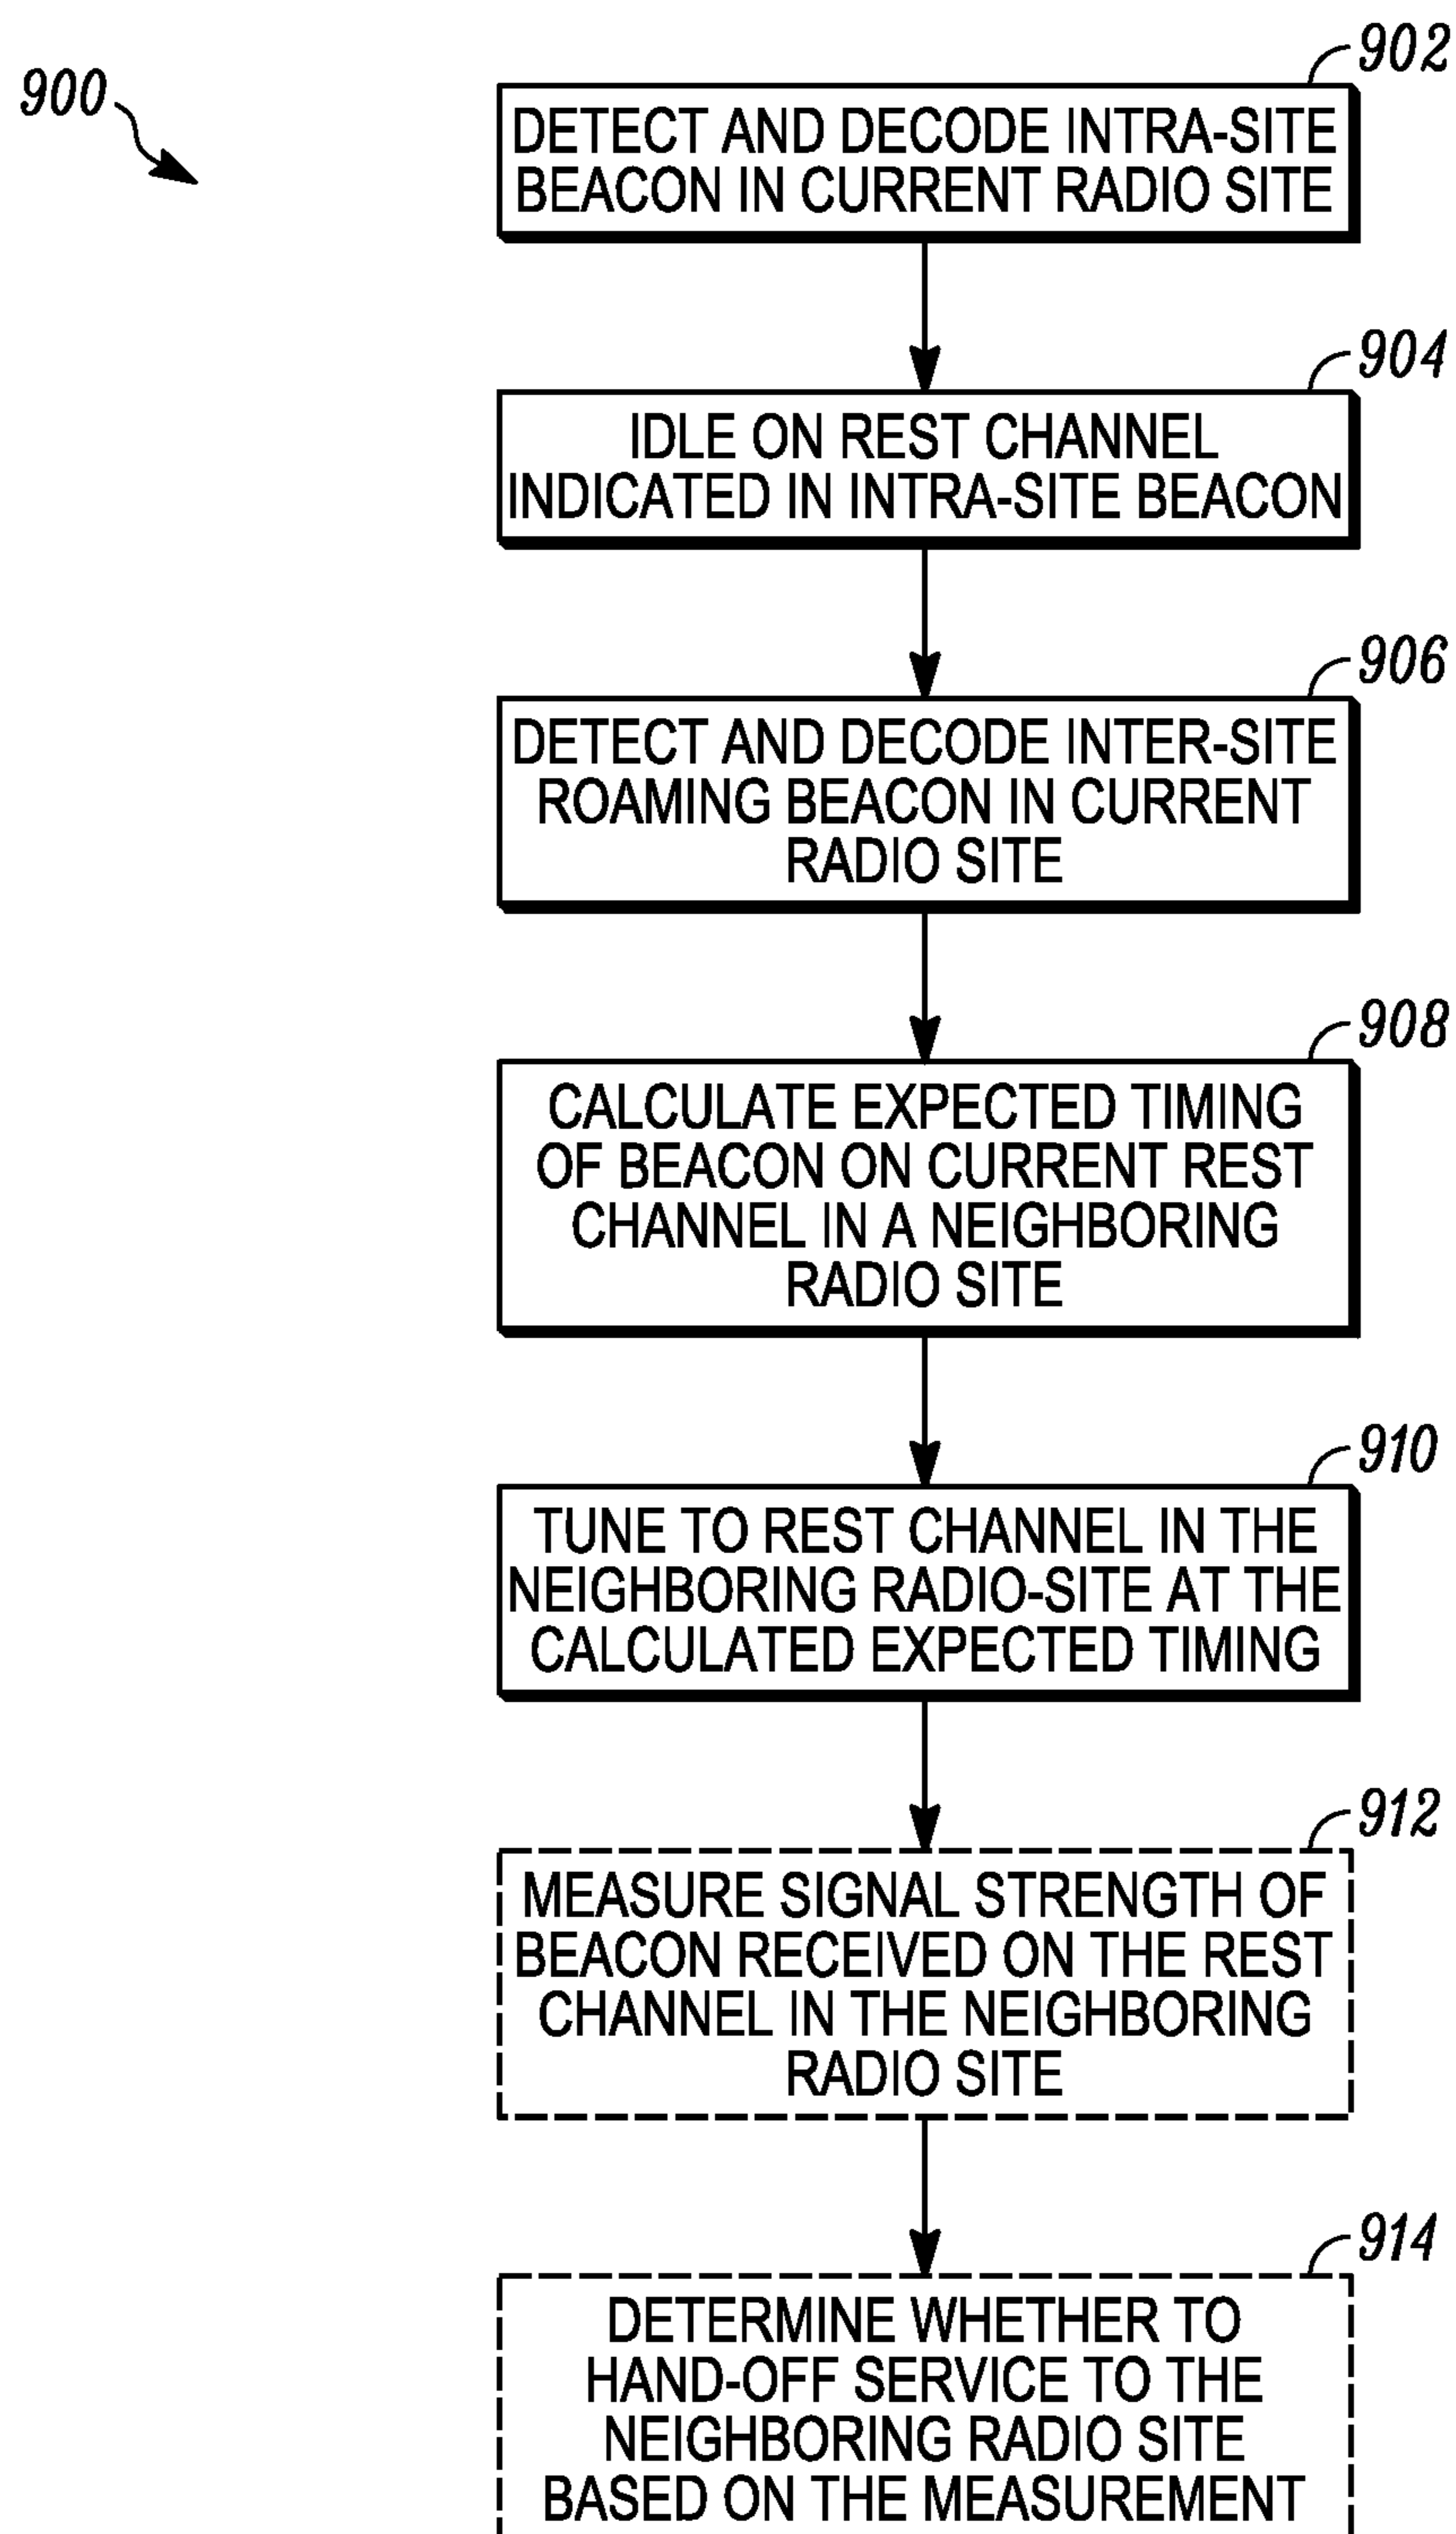 900
902
DETECT AND DECODE INTRA-SITE
BEACON IN CURRENT RADIO SITE
904
IDLE ON REST CHANNEL
INDICATED IN INTRA-SITE BEACON
906
DETECT AND DECODE INTER-SITE
ROAMING BEACON IN CURRENT
RADIO SITE
908
CALCULATE EXPECTED TIMING
OF BEACON ON CURRENT REST
CHANNEL IN A NEIGHBORING
RADIO SITE
910
TUNE TO REST CHANNEL IN THE
NEIGHBORING RADIO-SITE AT THE
CALCULATED EXPECTED TIMING
912
MEASURE SIGNAL STRENGTH OF
BEACON RECEIVED ON THE REST
CHANNEL IN THE NEIGHBORING
RADIO SITE
914
DETERMINE WHETHER TO
HAND-OFF SERVICE TO THE
NEIGHBORING RADIO SITE
BASED ON THE MEASUREMENT